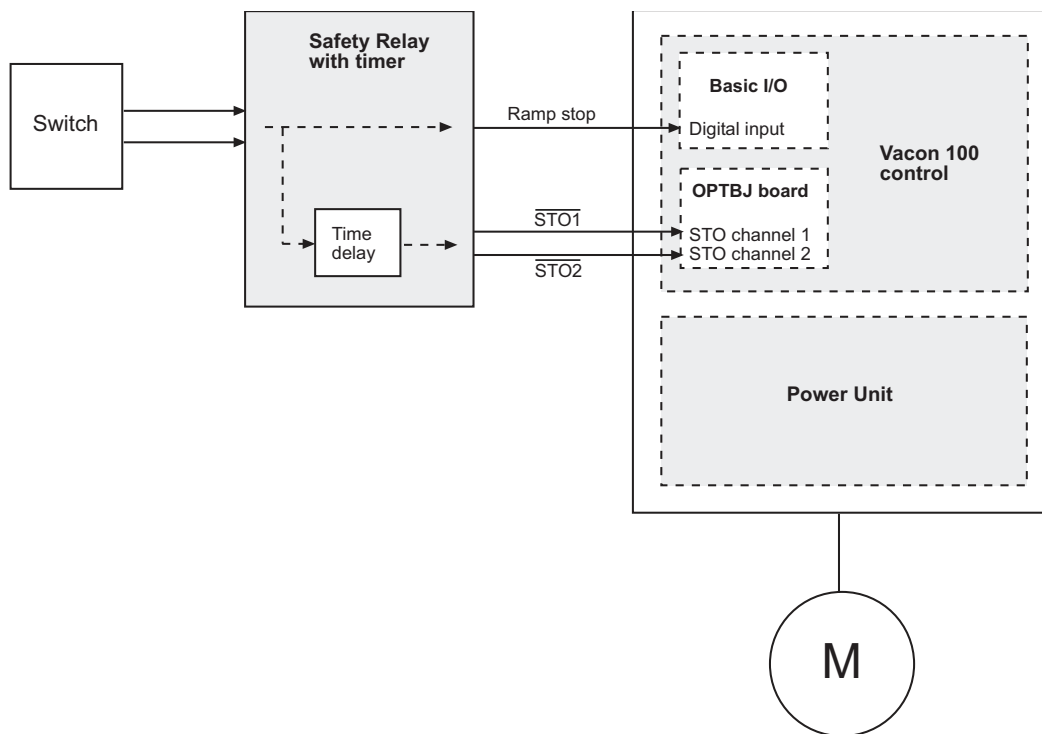 Safety Relay
with timer
Switch
Time
delay
Ramp stop
STO1
STO2
Basic I/O
Digital input
OPTBJ board
STO channel 1
STO channel 2
Vacon 100
control
Power Unit
M